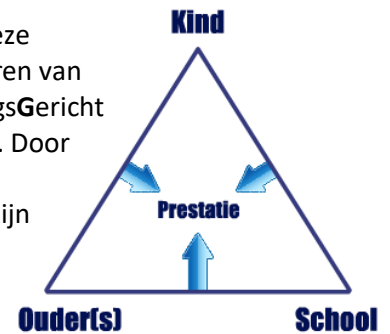 eze
ren van
gsGericht
. Door
ijn
Kind
Prestatie
Ouder(s)
School